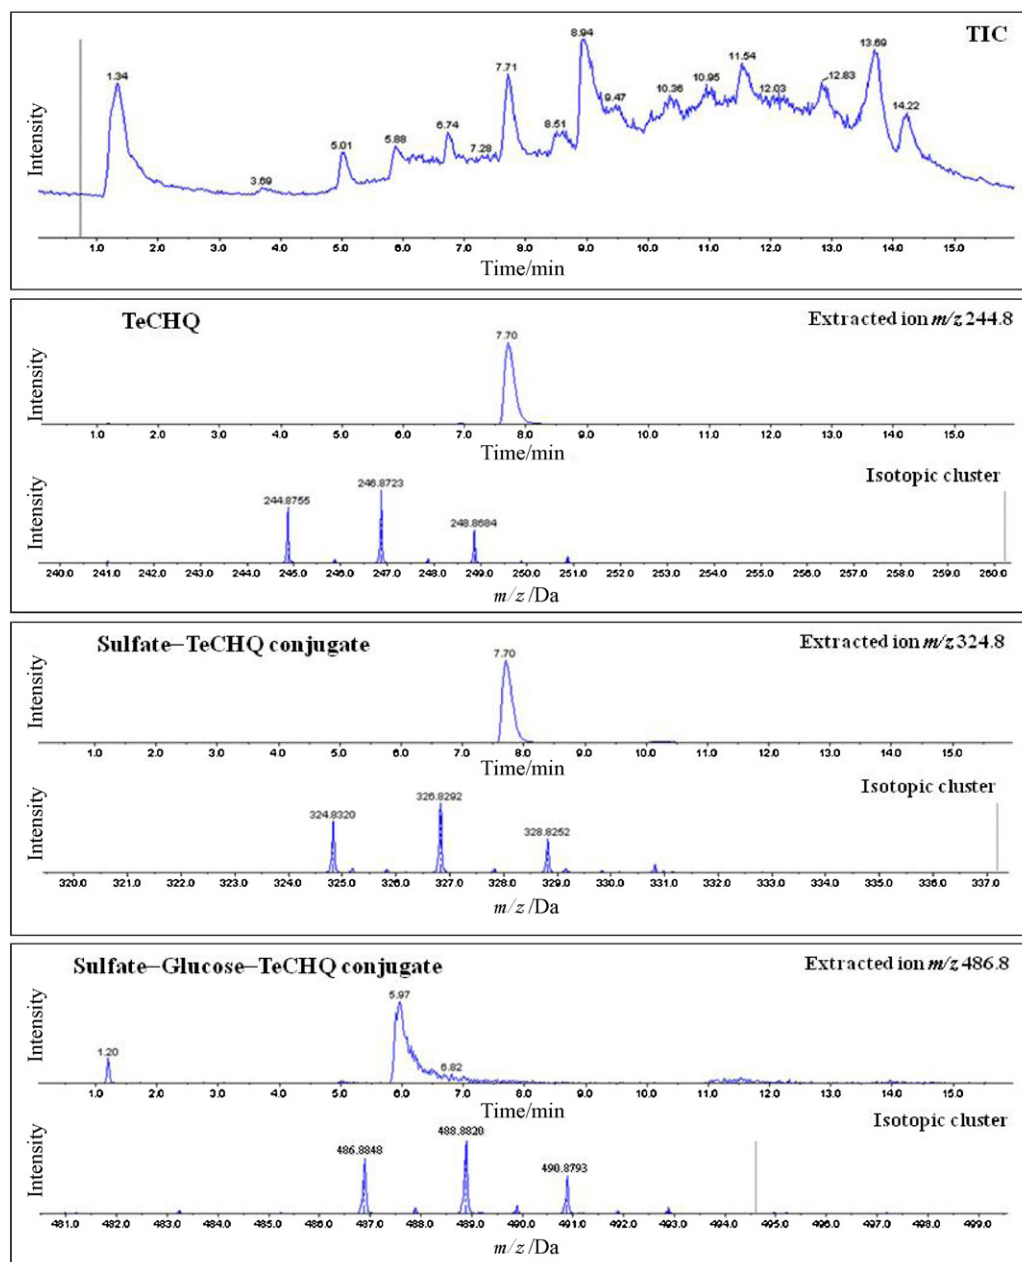 TIC
Intensity
1.34
3.69
5.01
5.88
6.74
7.28
7.71
8.51
8.94
9.47
10.36
10.95
11.54
12.03
12.83
13.69
14.22
1.0 2.0 3.0 4.0 5.0 6.0 7.0 8.0 9.0 10.0 11.0 12.0 13.0 14.0 15.0
Time/min
TeCHQ
Extracted ion m/z 244.8
Intensity
7.70
1.0 2.0 3.0 4.0 5.0 6.0 7.0 8.0 9.0 10.0 11.0 12.0 13.0 14.0 15.0
Time/min
Isotopic cluster
Intensity
244.8755
246.8723
248.8684
240.0 241.0 242.0 243.0 244.0 245.0 246.0 247.0 248.0 249.0 250.0 251.0 252.0 253.0 254.0 255.0 256.0 257.0 258.0 259.0 260.0
m/z /Da
Sulfate–TeCHQ conjugate
Extracted ion m/z 324.8
Intensity
7.70
1.0 2.0 3.0 4.0 5.0 6.0 7.0 8.0 9.0 10.0 11.0 12.0 13.0 14.0 15.0
Time/min
Isotopic cluster
Intensity
324.8320
326.8292
328.8252
320.0 321.0 322.0 323.0 324.0 325.0 326.0 327.0 328.0 329.0 330.0 331.0 332.0 333.0 334.0 335.0 336.0 337.0
m/z /Da
Sulfate–Glucose–TeCHQ conjugate
Extracted ion m/z 486.8
Intensity
1.20
5.97
6.82
1.0 2.0 3.0 4.0 5.0 6.0 7.0 8.0 9.0 10.0 11.0 12.0 13.0 14.0 15.0
Time/min
Isotopic cluster
Intensity
486.8848
488.8820
490.8793
481.0 482.0 483.0 484.0 485.0 486.0 487.0 488.0 489.0 490.0 491.0 492.0 493.0 494.0 495.0 496.0 497.0 498.0 499.0
m/z /Da